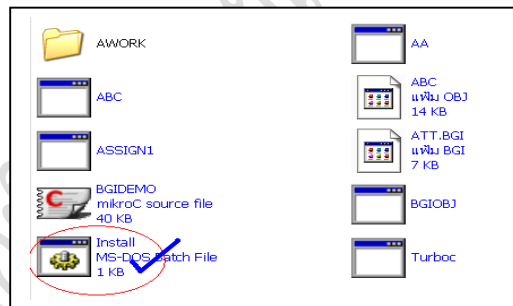 AWORK
AA
ABC
ABC
แฟ้ม OBJ
14 KB
ASSIGN1
ATT.BGI
แฟ้ม BGI
7 KB
BGIDEMO
mikroC source file
40 KB
BGIOBJ
Install
MS-DOS Batch File
1 KB
Turboc